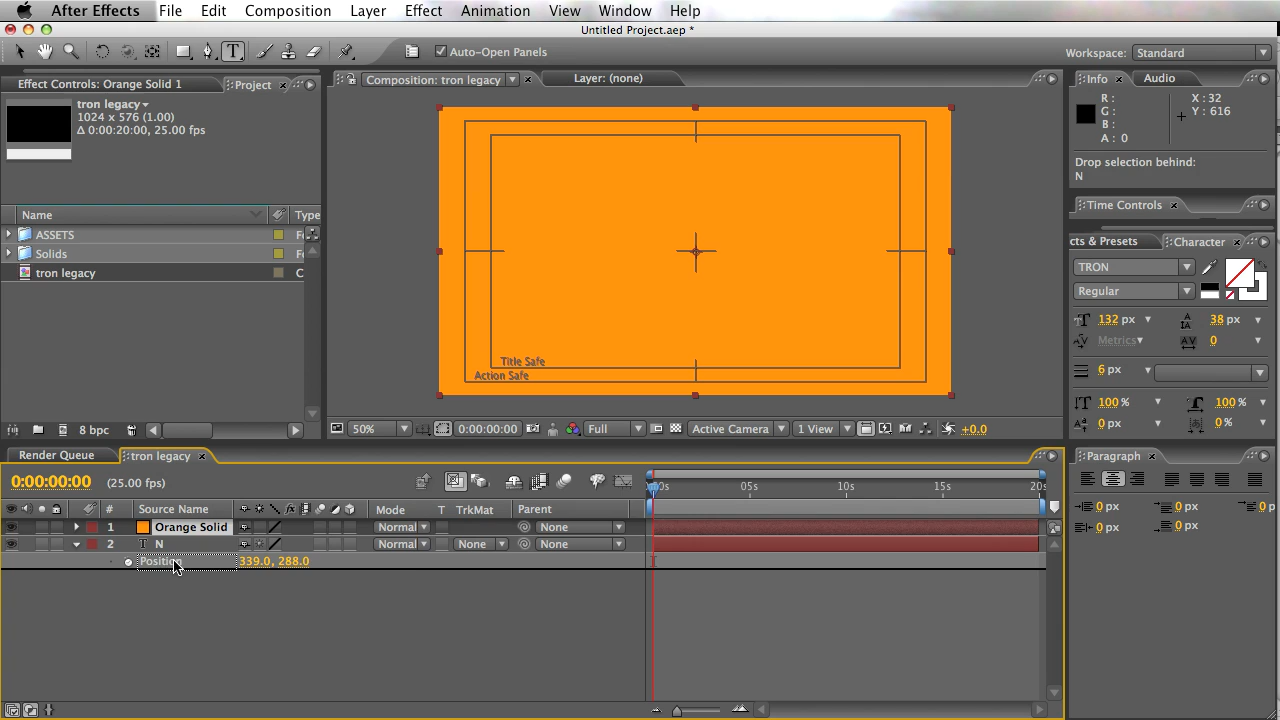 After Effects File Edit Composition Layer Effect Animation View Window Help
Untitled Project.aep *
T Auto-Open Panels Workspace: Standard
Effect Controls: Orange Solid 1 Project
Composition: tron legacy Layer: (none)
Info Audio
tron legacy
1024 x 576 (1.00)
Δ 0:00:20:00, 25.00 fps
R : X : 32
G : Y : 616
B :
A : 0
Drop selection behind:
N
Time Controls
Name Type
ASSETS
Solids
tron legacy C
cts & Presets Character
TRON
Regular
132 px 38 px
Metrics 0
6 px
100 % 100 %
0 px 0 %
Title Safe
Action Safe
8 bpc
50% 0:00:00:00 Full Active Camera 1 View +0.0
Render Queue tron legacy
Paragraph
0:00:00:00 (25.00 fps)
05s 10s 15s 20s
# Source Name Mode T TrkMat Parent
1 Orange Solid Normal None
2 T N Normal None None
Position 339.0, 288.0
0 px 0 px 0 p
0 px 0 px